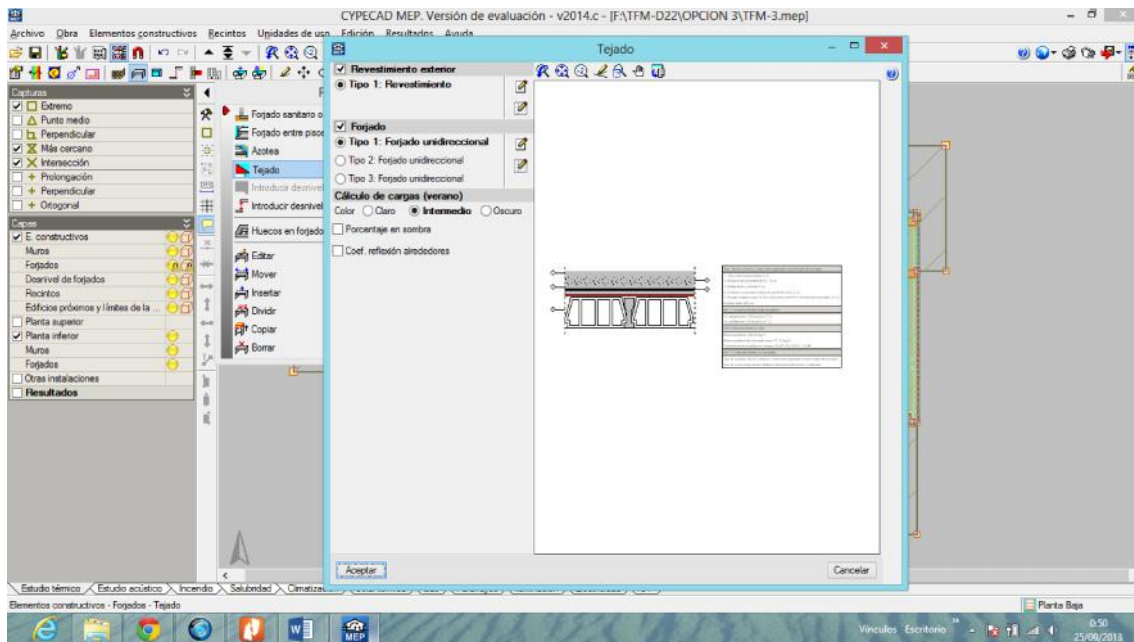 CYPECAD MEP. Versión de evaluación - v2014.c - [F:\TFM-D22\OPCION 3\TFM-3.mep]
Archivo Obra Elementos constructivos Recintos Unidades de uso Edición Resultados Ayuda
Tejado
Capturas
Extremo
Punto medio
Perpendicular
Más cercano
Intersección
Prolongación
Perpendicular
Ortogonal
Capas
E. constructivos
Muros
Forjados
Desnivel de forjados
Recintos
Edificios próximos y límites de la ...
Planta superior
Planta inferior
Muros
Forjados
Otras instalaciones
Resultados
Forjado sanitario o
Forjado entre pisos
Azotea
Tejado
Introducir desnivel
Introducir desnivel
Huecos en forjado
Editar
Mover
Insertar
Dividir
Copiar
Borrar
Revestimiento exterior
Tipo 1: Revestimiento
Forjado
Tipo 1: Forjado unidireccional
Tipo 2: Forjado unidireccional
Tipo 3: Forjado unidireccional
Cálculo de cargas (verano)
Color Claro Intermedio Oscuro
Porcentaje en sombra
Coef. reflexión alrededores
Aceptar
Cancelar
Estudio térmico Estudio acústico Incendio Salubridad
Elementos constructivos - Forjados - Tejado
Planta Baja
MEP
Vínculos Escritorio
0:50
25/09/2013